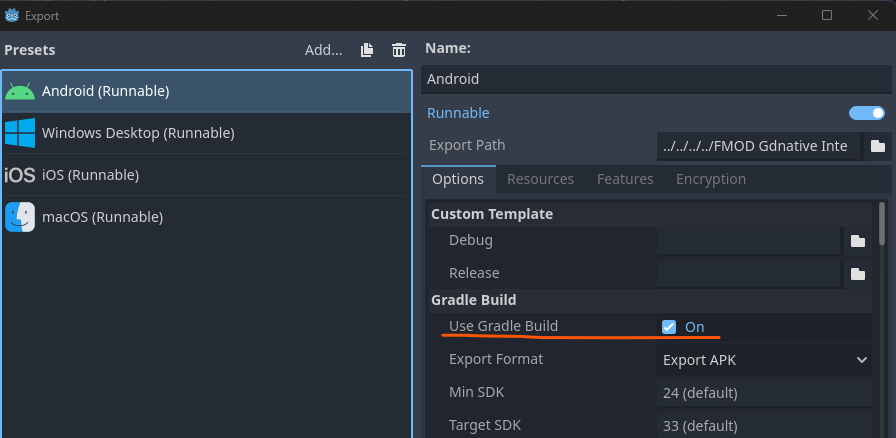 Export
Presets
Add...
Android (Runnable)
Windows Desktop (Runnable)
iOS iOS (Runnable)
macOS (Runnable)
Name:
Android
Runnable
Export Path ../../../../FMOD Gdnative Inte
Options Resources Features Encryption
Custom Template
Debug
Release
Gradle Build
Use Gradle Build On
Export Format Export APK
Min SDK 24 (default)
Target SDK 33 (default)